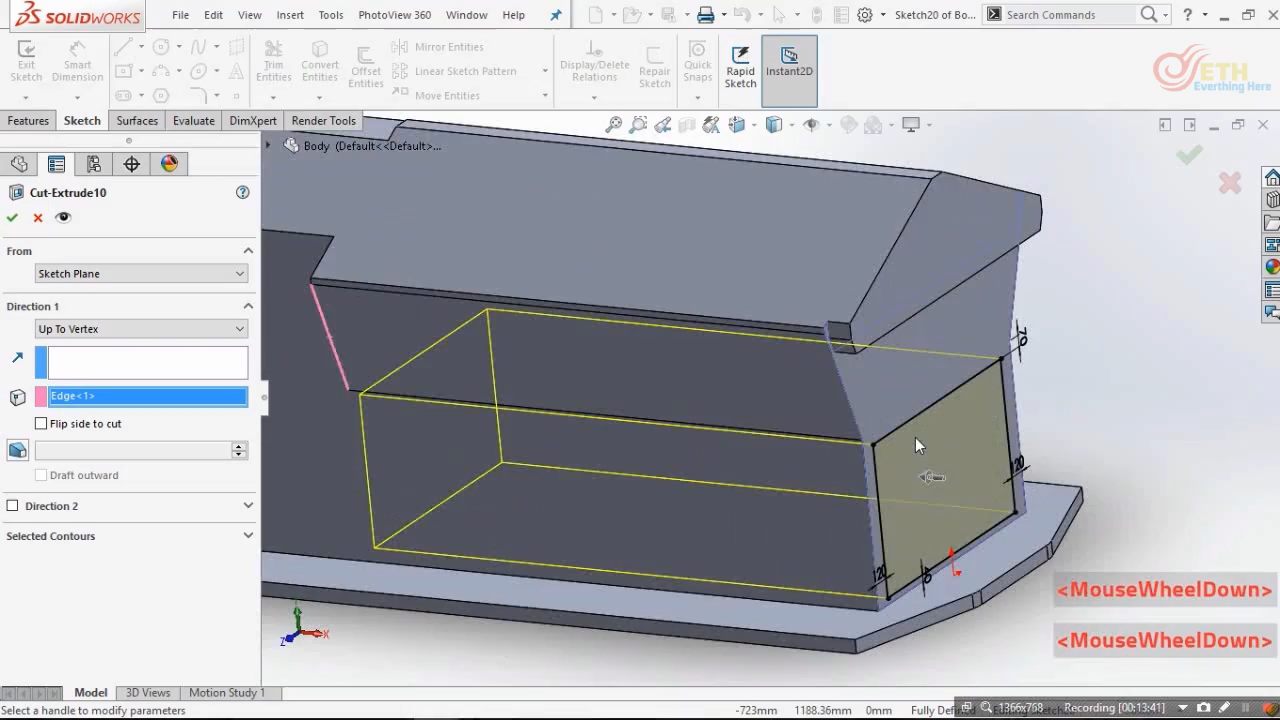 SOLIDWORKS
File Edit View Insert Tools PhotoView 360 Window Help
Sketch20 of Bo...
Search Commands
Exit Sketch
Smart Dimensions
Trim Entities
Convert Entities
Offset Entities
Mirror Entities
Linear Sketch Pattern
Move Entities
Display/Delete Relations
Repair Sketch
Quick Snaps
Rapid Sketch
Instant2D
ETH
Everthing Here
Features Sketch Surfaces Evaluate DimXpert Render Tools
Body (Default<<Default>...
Cut-Extrude10
From
Sketch Plane
Direction 1
Up To Vertex
Edge<1>
Flip side to cut
Draft outward
Direction 2
Selected Contours
70
120
120
Z
X
<MouseWheelDown>
<MouseWheelDown>
Model 3D Views Motion Study 1
Select a handle to modify parameters
-723mm 1188.36mm 0mm Fully Defined
1366x768 Recording [00:13:41]